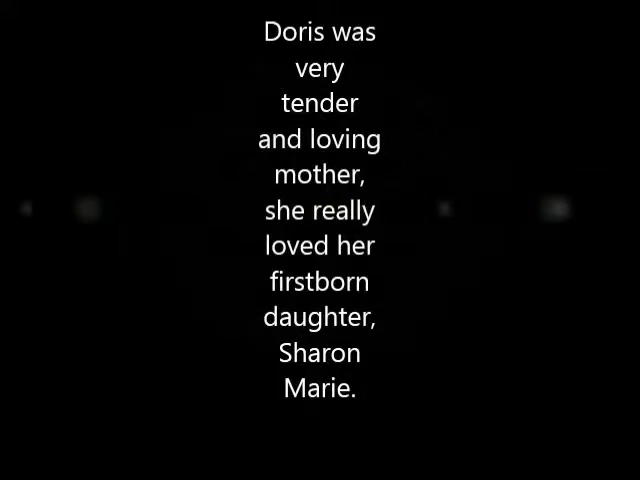 Doris was
very
tender
and loving
mother,
she really
loved her
firstborn
daughter,
Sharon
Marie.